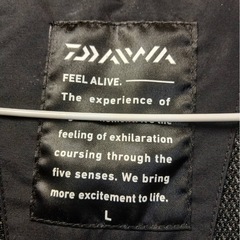 DAIWA
FEEL ALIVE.
The experience of
feeling of exhilaration
coursing through the
five senses. We bring
more excitement to life.
L